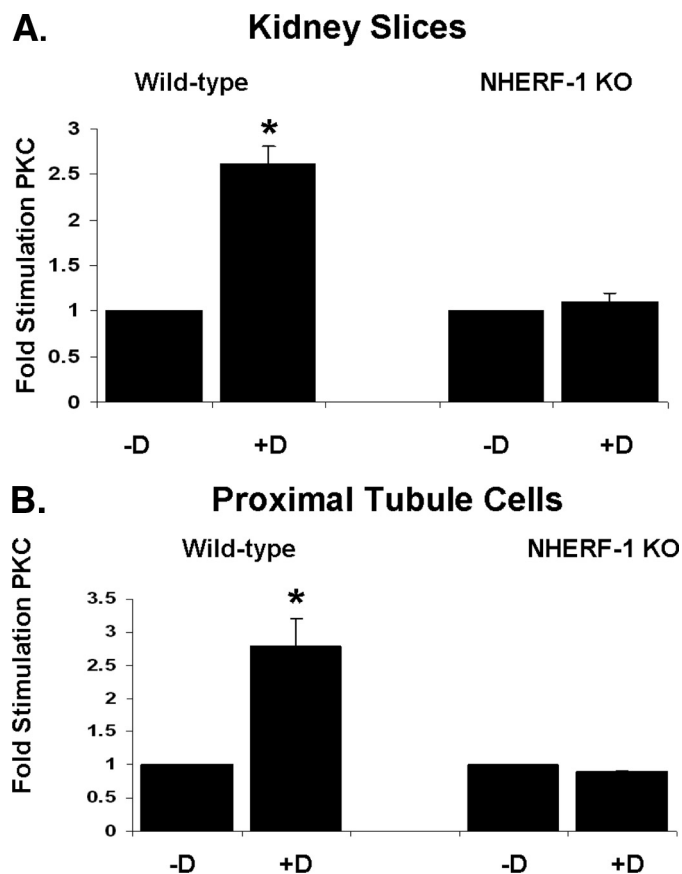 A. Kidney Slices
Wild-type NHERF-1 KO
Fold Stimulation PKC
3
*
2.5
2
1.5
1
0.5
0
-D +D -D +D
B. Proximal Tubule Cells
Wild-type NHERF-1 KO
Fold Stimulation PKC
3.5
*
3
2.5
2
1.5
1
0.5
0
-D +D -D +D